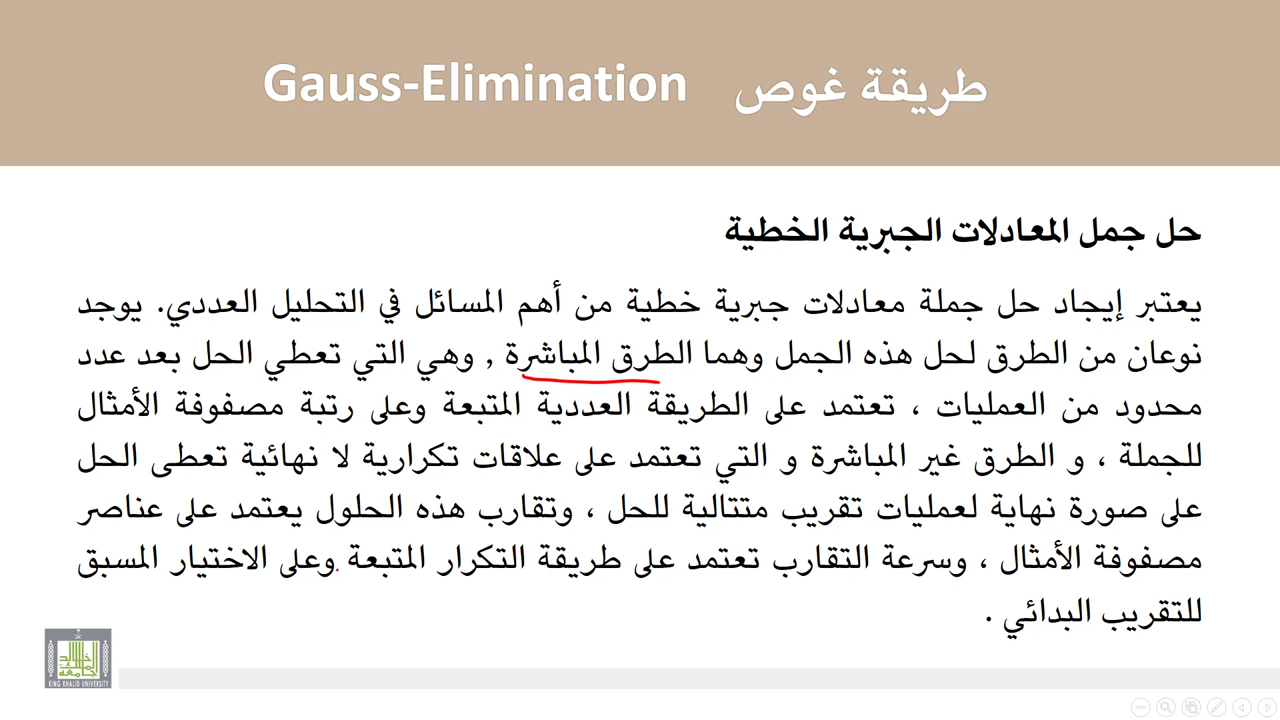 طريقة غوص Gauss-Elimination
حل جمل المعادلات الجبرية الخطية
يعتبر إيجاد حل جملة معادلات جبرية خطية من أهم المسائل في التحليل العددي. يوجد
نوعان من الطرق لحل هذه الجمل وهما الطرق المباشرة , وهي التي تعطي الحل بعد عدد
محدود من العمليات ، تعتمد على الطريقة العددية المتبعة وعلى رتبة مصفوفة الأمثال
للجملة ، و الطرق غير المباشرة و التي تعتمد على علاقات تكرارية لا نهائية تعطى الحل
على صورة نهاية لعمليات تقريب متتالية للحل ، وتقارب هذه الحلول يعتمد على عناصر
مصفوفة الأمثال ، وسرعة التقارب تعتمد على طريقة التكرار المتبعة وعلى الاختيار المسبق
للتقريب البدائي .
KING KHALID UNIVERSITY